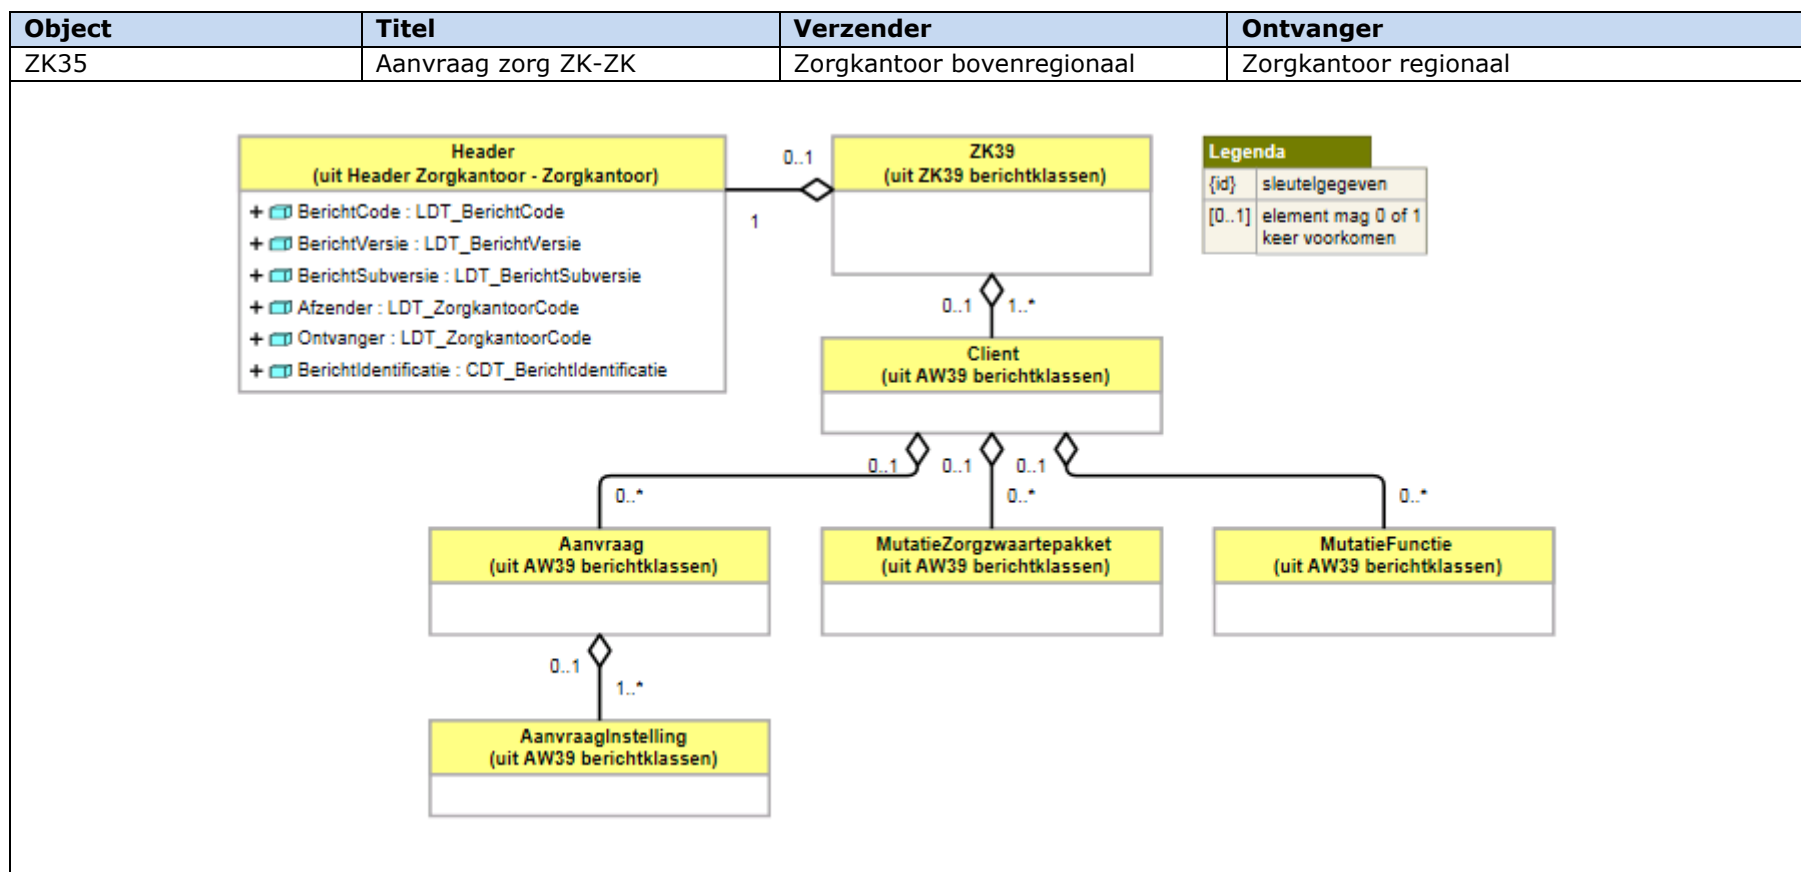 Object Titel Verzender Ontvanger
ZK35 Aanvraag zorg ZK-ZK Zorgkantoor bovenregionaal Zorgkantoor regionaal
Header
(uit Header Zorgkantoor - Zorgkantoor)
+ BerichtCode : LDT_BerichtCode
+ BerichtVersie : LDT_BerichtVersie
+ BerichtSubversie : LDT_BerichtSubversie
+ Afzender : LDT_ZorgkantoorCode
+ Ontvanger : LDT_ZorgkantoorCode
+ BerichtIdentificatie : CDT_BerichtIdentificatie
0..1
1
ZK39
(uit ZK39 berichtklassen)
Legenda
{id} sleutelgegeven
[0..1] element mag 0 of 1
keer voorkomen
0..1 1..*
Client
(uit AW39 berichtklassen)
0..1 0..1 0..1
0..* 0..* 0..*
Aanvraag
(uit AW39 berichtklassen)
MutatieZorgzwaartepakket
(uit AW39 berichtklassen)
MutatieFunctie
(uit AW39 berichtklassen)
0..1
1..*
AanvraagInstelling
(uit AW39 berichtklassen)